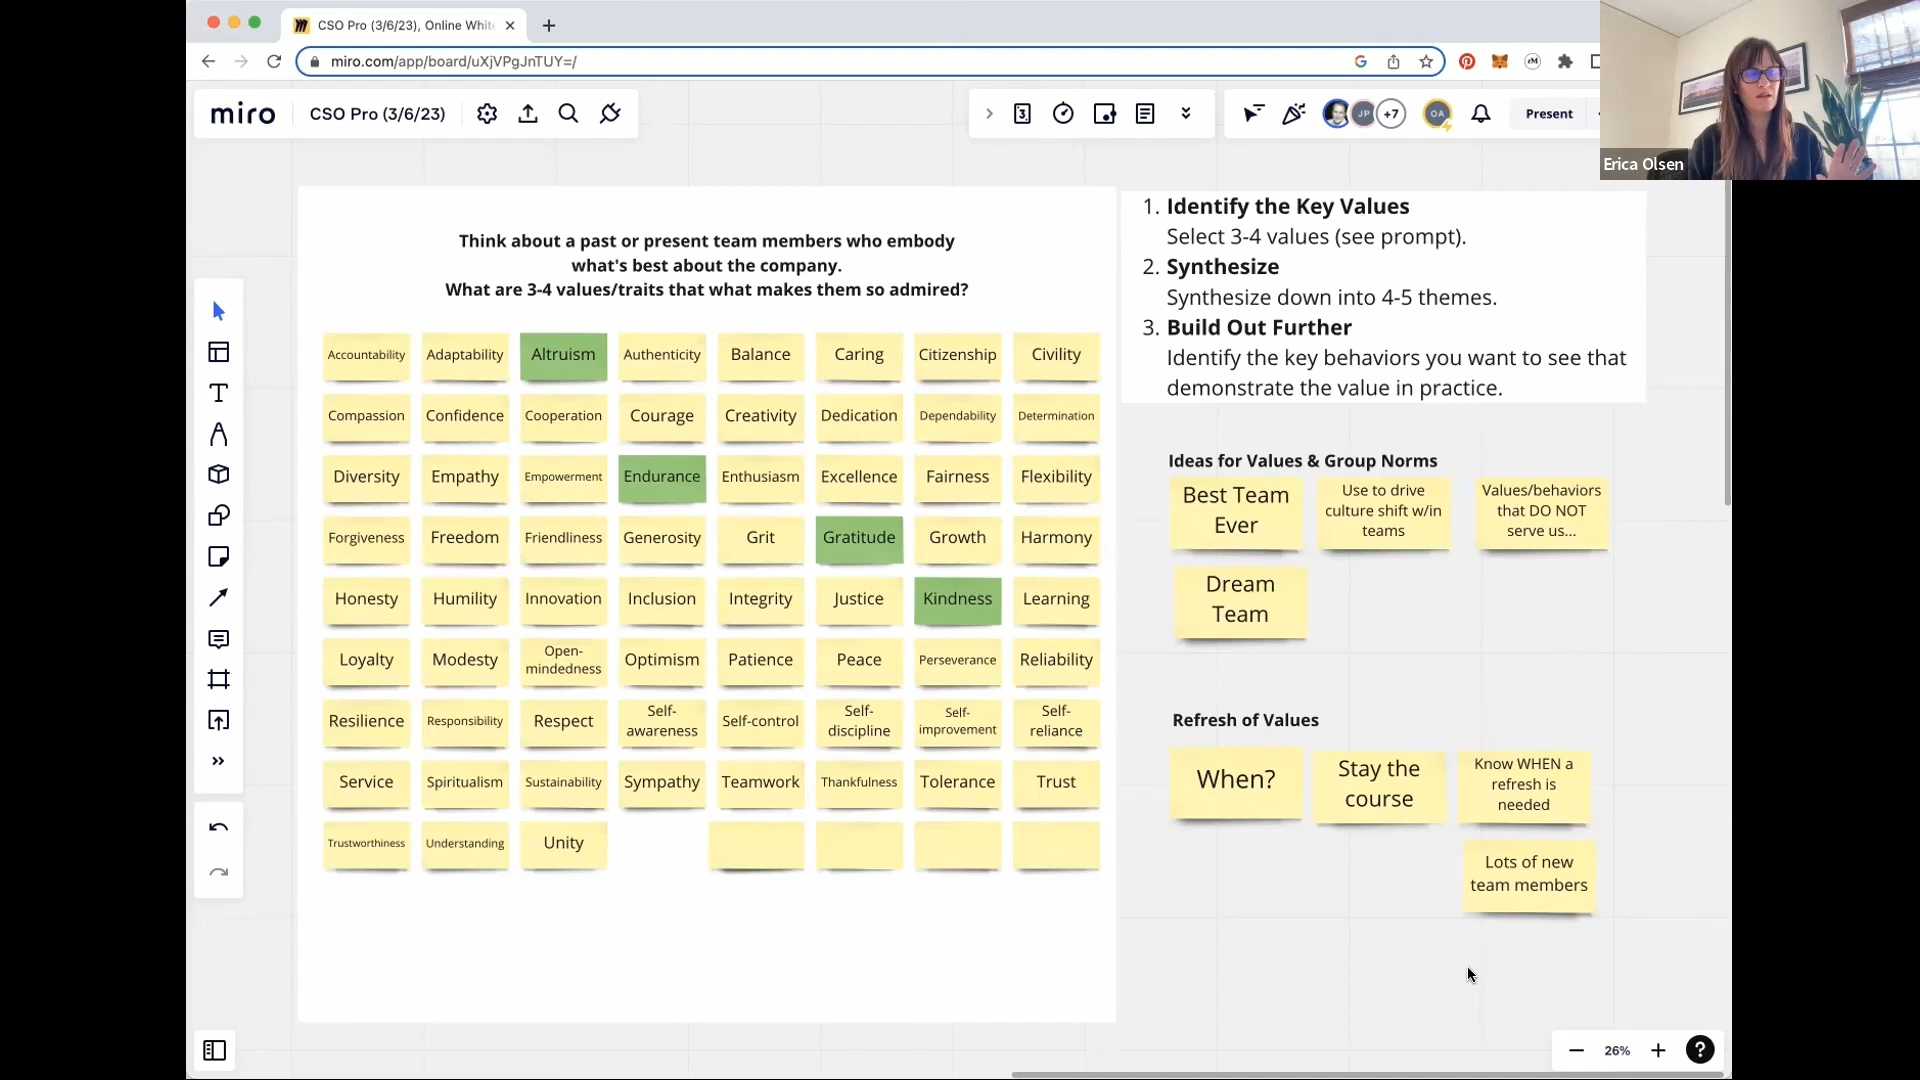 CSO Pro (3/6/23), Online White
miro.com/app/board/uXjVPgJnTUY=/
miro
CSO Pro (3/6/23)
3
JP
+7
OA
Present
Erica Olsen
Think about a past or present team members who embody
what's best about the company.
What are 3-4 values/traits that what makes them so admired?
Accountability Adaptability Altruism Authenticity Balance Caring Citizenship Civility
Compassion Confidence Cooperation Courage Creativity Dedication Dependability Determination
Diversity Empathy Empowerment Endurance Enthusiasm Excellence Fairness Flexibility
Forgiveness Freedom Friendliness Generosity Grit Gratitude Growth Harmony
Honesty Humility Innovation Inclusion Integrity Justice Kindness Learning
Loyalty Modesty Open-
mindedness Optimism Patience Peace Perseverance Reliability
Resilience Responsibility Respect Self-
awareness Self-control Self-
discipline Self-
improvement Self-
reliance
Service Spiritualism Sustainability Sympathy Teamwork Thankfulness Tolerance Trust
Trustworthiness Understanding Unity
1. Identify the Key Values
Select 3-4 values (see prompt).
2. Synthesize
Synthesize down into 4-5 themes.
3. Build Out Further
Identify the key behaviors you want to see that
demonstrate the value in practice.
Ideas for Values & Group Norms
Best Team
Ever
Use to drive
culture shift w/in
teams
Values/behaviors
that DO NOT
serve us...
Dream
Team
Refresh of Values
When?
Stay the
course
Know WHEN a
refresh is
needed
Lots of new
team members
26%